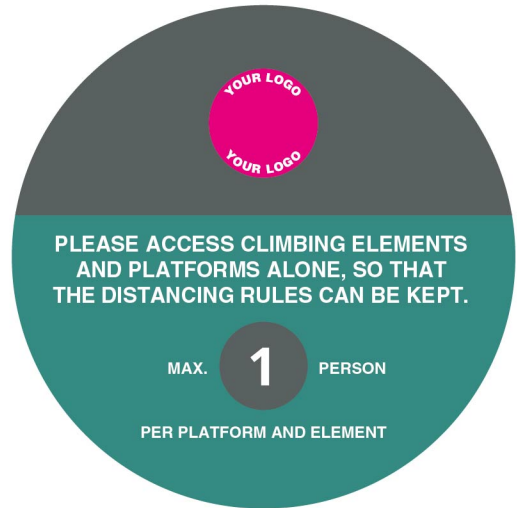 YOUR LOGO
YOUR LOGO
PLEASE ACCESS CLIMBING ELEMENTS
AND PLATFORMS ALONE, SO THAT
THE DISTANCING RULES CAN BE KEPT.
MAX. 1 PERSON
PER PLATFORM AND ELEMENT